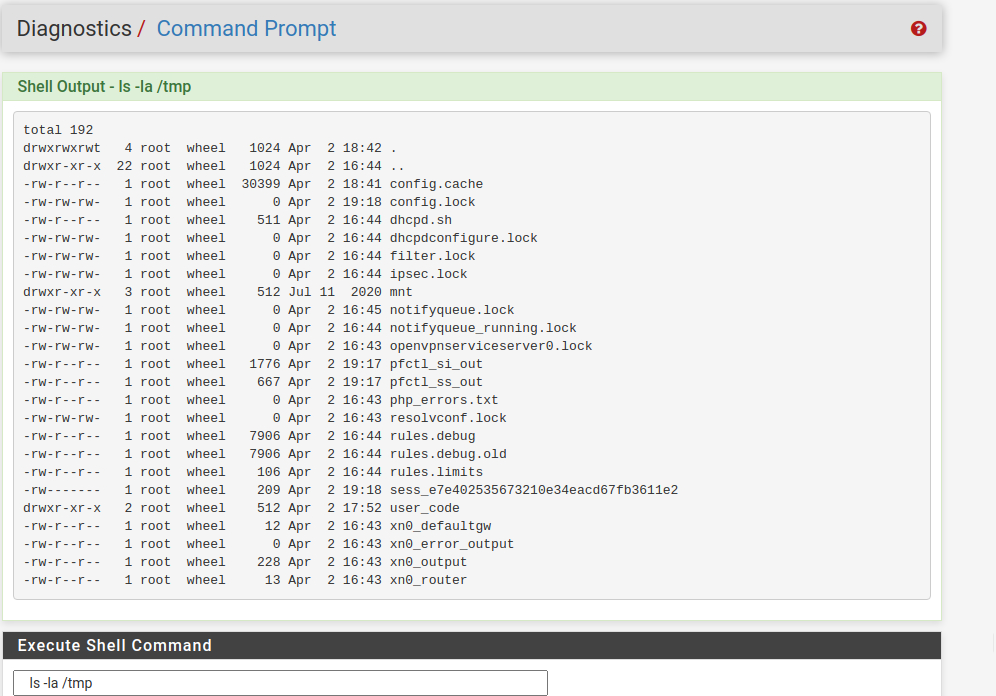 Diagnostics / Command Prompt
Shell Output - ls -la /tmp
total 192
drwxrwxrwt   4 root  wheel   1024 Apr  2 18:42 .
drwxr-xr-x  22 root  wheel   1024 Apr  2 16:44 ..
-rw-r--r--   1 root  wheel  30399 Apr  2 18:41 config.cache
-rw-rw-rw-   1 root  wheel      0 Apr  2 19:18 config.lock
-rw-r--r--   1 root  wheel    511 Apr  2 16:44 dhcpd.sh
-rw-rw-rw-   1 root  wheel      0 Apr  2 16:44 dhcpdconfigure.lock
-rw-rw-rw-   1 root  wheel      0 Apr  2 16:44 filter.lock
-rw-rw-rw-   1 root  wheel      0 Apr  2 16:44 ipsec.lock
drwxr-xr-x   3 root  wheel    512 Jul 11  2020 mnt
-rw-rw-rw-   1 root  wheel      0 Apr  2 16:45 notifyqueue.lock
-rw-rw-rw-   1 root  wheel      0 Apr  2 16:44 notifyqueue_running.lock
-rw-rw-rw-   1 root  wheel      0 Apr  2 16:43 openvpnserviceserver0.lock
-rw-r--r--   1 root  wheel   1776 Apr  2 19:17 pfctl_si_out
-rw-r--r--   1 root  wheel    667 Apr  2 19:17 pfctl_ss_out
-rw-r--r--   1 root  wheel      0 Apr  2 16:43 php_errors.txt
-rw-rw-rw-   1 root  wheel      0 Apr  2 16:43 resolvconf.lock
-rw-r--r--   1 root  wheel   7906 Apr  2 16:44 rules.debug
-rw-r--r--   1 root  wheel   7906 Apr  2 16:44 rules.debug.old
-rw-r--r--   1 root  wheel    106 Apr  2 16:44 rules.limits
-rw-------   1 root  wheel    209 Apr  2 19:18 sess_e7e402535673210e34eacd67fb3611e2
drwxr-xr-x   2 root  wheel    512 Apr  2 17:52 user_code
-rw-r--r--   1 root  wheel     12 Apr  2 16:43 xn0_defaultgw
-rw-r--r--   1 root  wheel      0 Apr  2 16:43 xn0_error_output
-rw-r--r--   1 root  wheel    228 Apr  2 16:43 xn0_output
-rw-r--r--   1 root  wheel     13 Apr  2 16:43 xn0_router
Execute Shell Command
ls -la /tmp